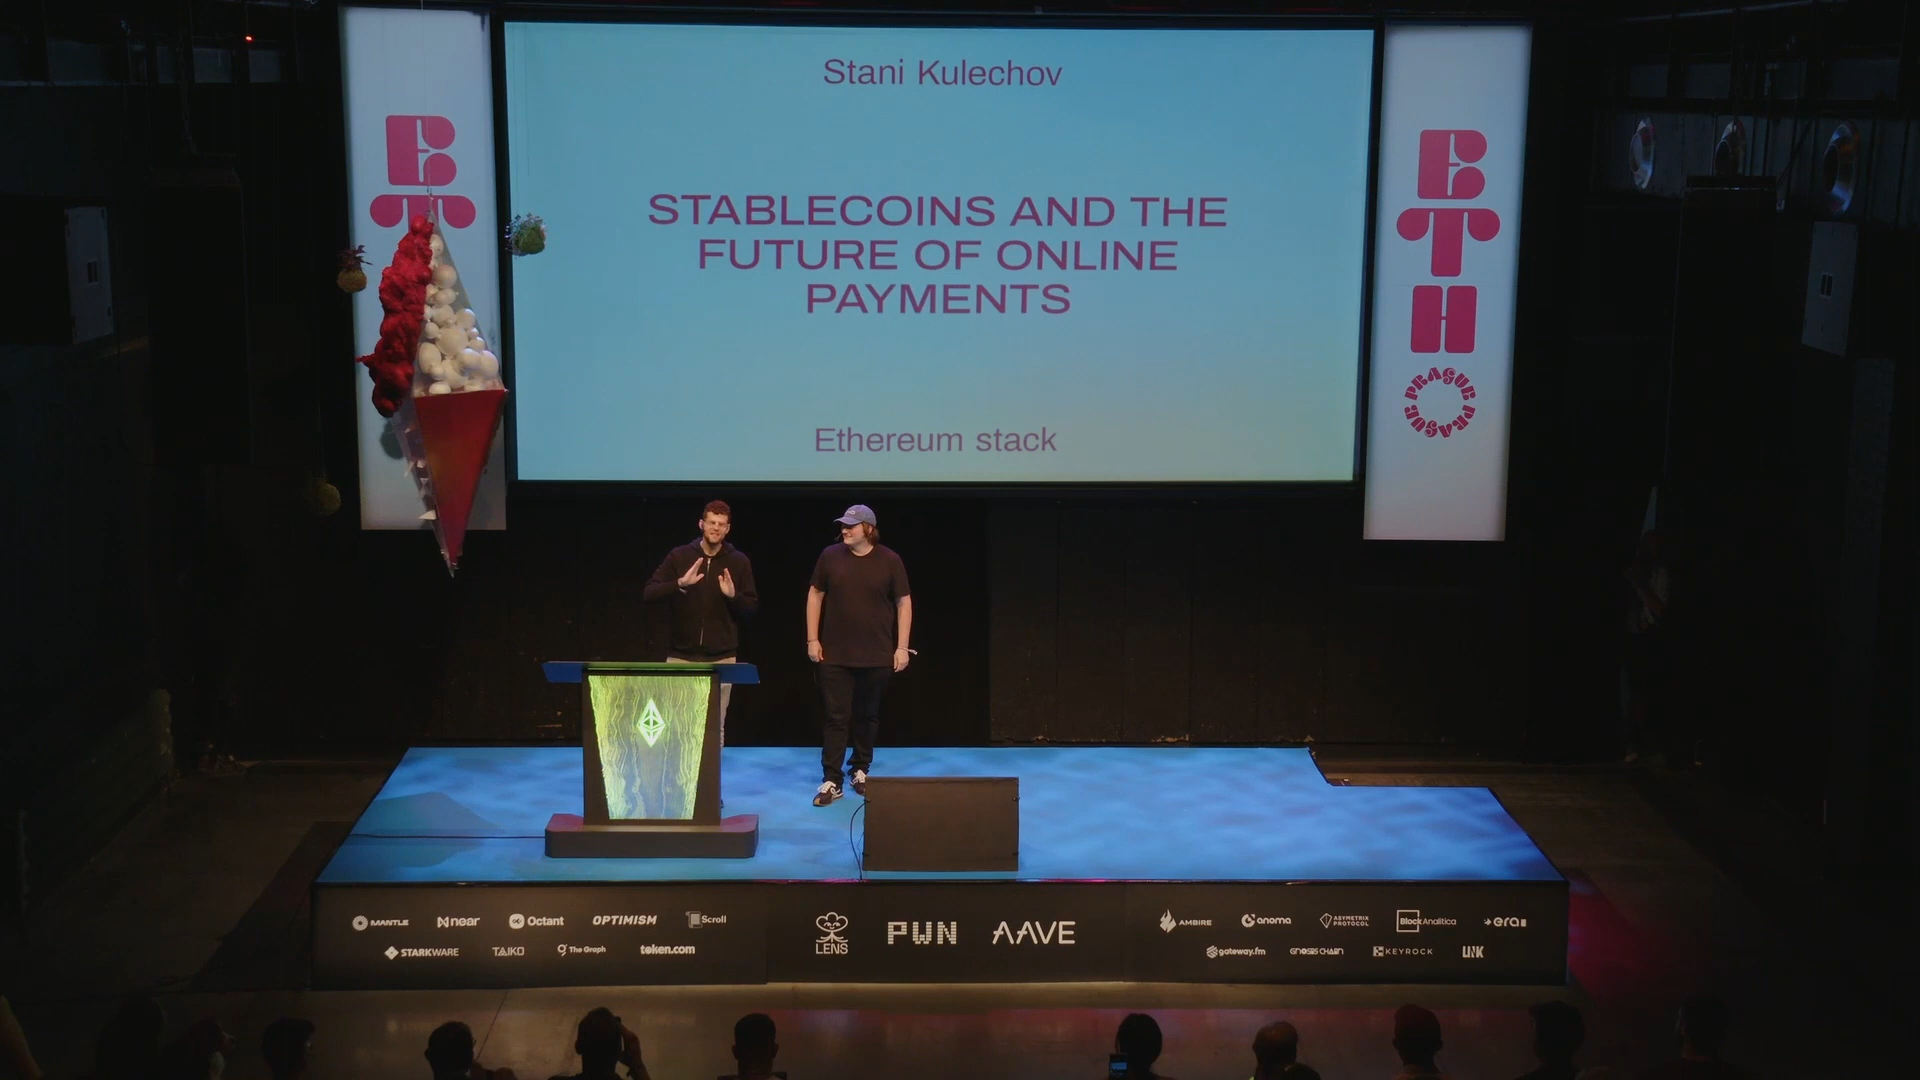 Stani Kulechov
STABLECOINS AND THE
FUTURE OF ONLINE
PAYMENTS
Ethereum stack
ET
ETH
PRAGUE PRAGUE
MANTLE
near
Octant
OPTIMISM
Scroll
STARKWARE
TAIKO
The Graph
token.com
LENS
PWN
AAVE
AMBIRE
anoma
ASYMETRIX
PROTOCOL
BlockAnalitica
era
gateway.fm
GNOSIS CHAIN
KEYROCK
LINK